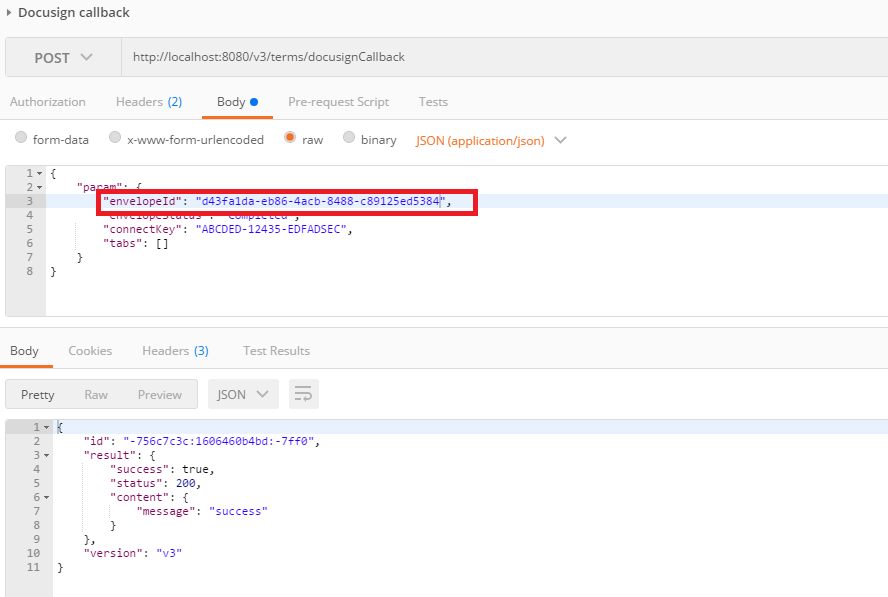 Docusign callback
POST http://localhost:8080/v3/terms/docusignCallback
Authorization Headers (2) Body Pre-request Script Tests
form-data x-www-form-urlencoded raw binary JSON (application/json)
1 {
2 "param": {
3 "envelopeId": "d43fa1da-eb86-4acb-8488-c89125ed5384",
4 "envelopeStatus": "Completed",
5 "connectKey": "ABCDED-12435-EDFADSEC",
6 "tabs": []
7 }
8 }
Body Cookies Headers (3) Test Results
Pretty Raw Preview JSON
1 {
2 "id": "-756c7c3c:1606460b4bd:-7ff0",
3 "result": {
4 "success": true,
5 "status": 200,
6 "content": {
7 "message": "success"
8 }
9 },
10 "version": "v3"
11 }